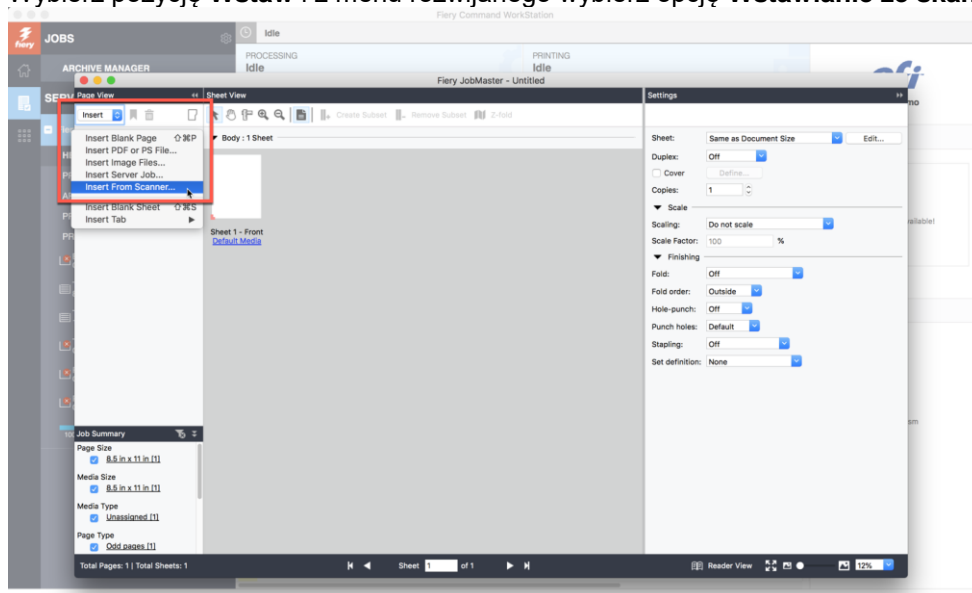 Wybierz pozycję Wstaw i z menu rozwijanego wybierz opcję Wstawianie ze skan
Fiery Command WorkStation
fiery
JOBS
Idle
PROCESSING
Idle
PRINTING
Idle
ARCHIVE MANAGER
Fiery JobMaster - Untitled
Page View
Sheet View
Settings
Insert
Create Subset
Remove Subset
Z-fold
Insert Blank Page ⇧⌘P
Insert PDF or PS File...
Insert Image Files...
Insert Server Job...
Insert From Scanner...
Insert Blank Sheet ⇧⌘S
Insert Tab
Body : 1 Sheet
Sheet 1 - Front
Default Media
Sheet: Same as Document Size Edit...
Duplex: Off
Cover Define...
Copies: 1
Scale
Scaling: Do not scale
Scale Factor: 100 %
Finishing
Fold: Off
Fold order: Outside
Hole-punch: Off
Punch holes: Default
Stapling: Off
Set definition: None
Job Summary
Page Size
8.5 in x 11 in [1]
Media Size
8.5 in x 11 in [1]
Media Type
Unassigned [1]
Page Type
Odd pages [1]
Total Pages: 1 | Total Sheets: 1
Sheet 1 of 1
Reader View
12%